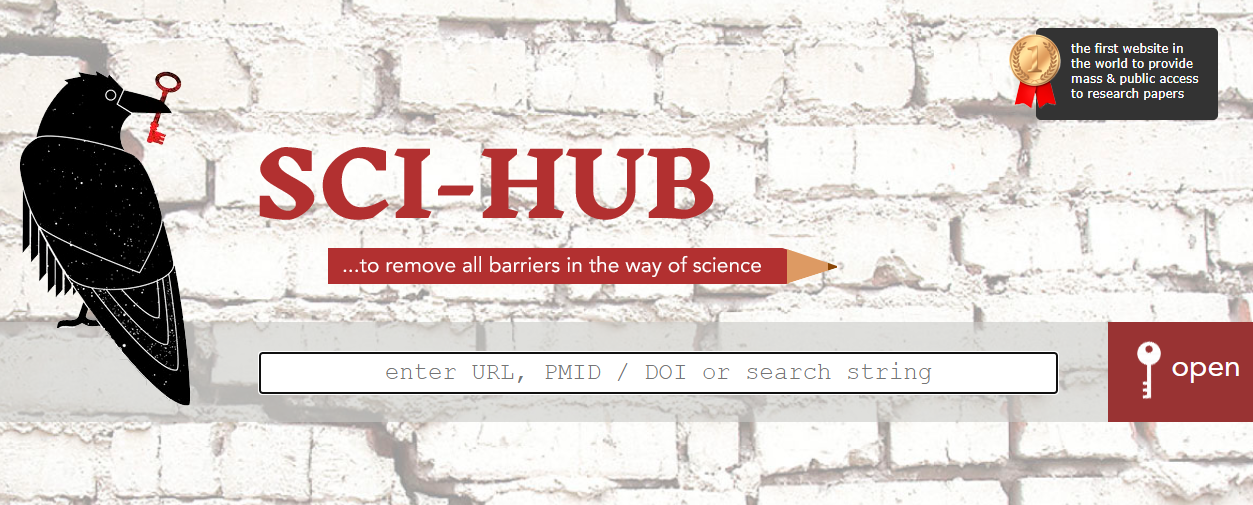 the first website in
the world to provide
mass & public access
to research papers
1
SCI-HUB
...to remove all barriers in the way of science
enter URL, PMID / DOI or search string
open